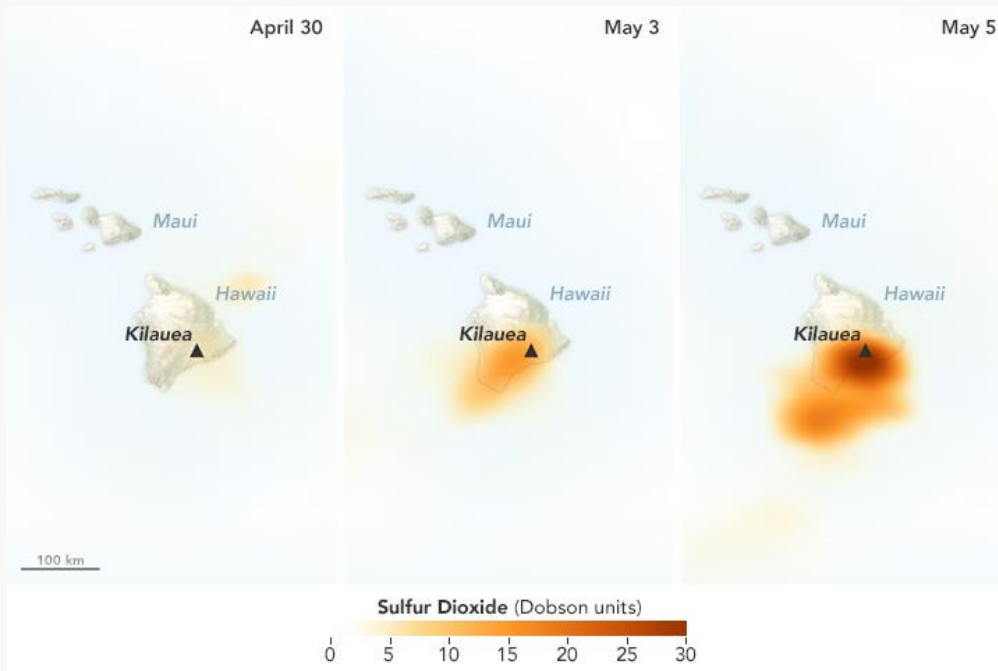 April 30
May 3
May 5
Maui
Maui
Maui
Hawaii
Hawaii
Hawaii
Kilauea
Kilauea
Kilauea
100 km
Sulfur Dioxide (Dobson units)
0 5 10 15 20 25 30